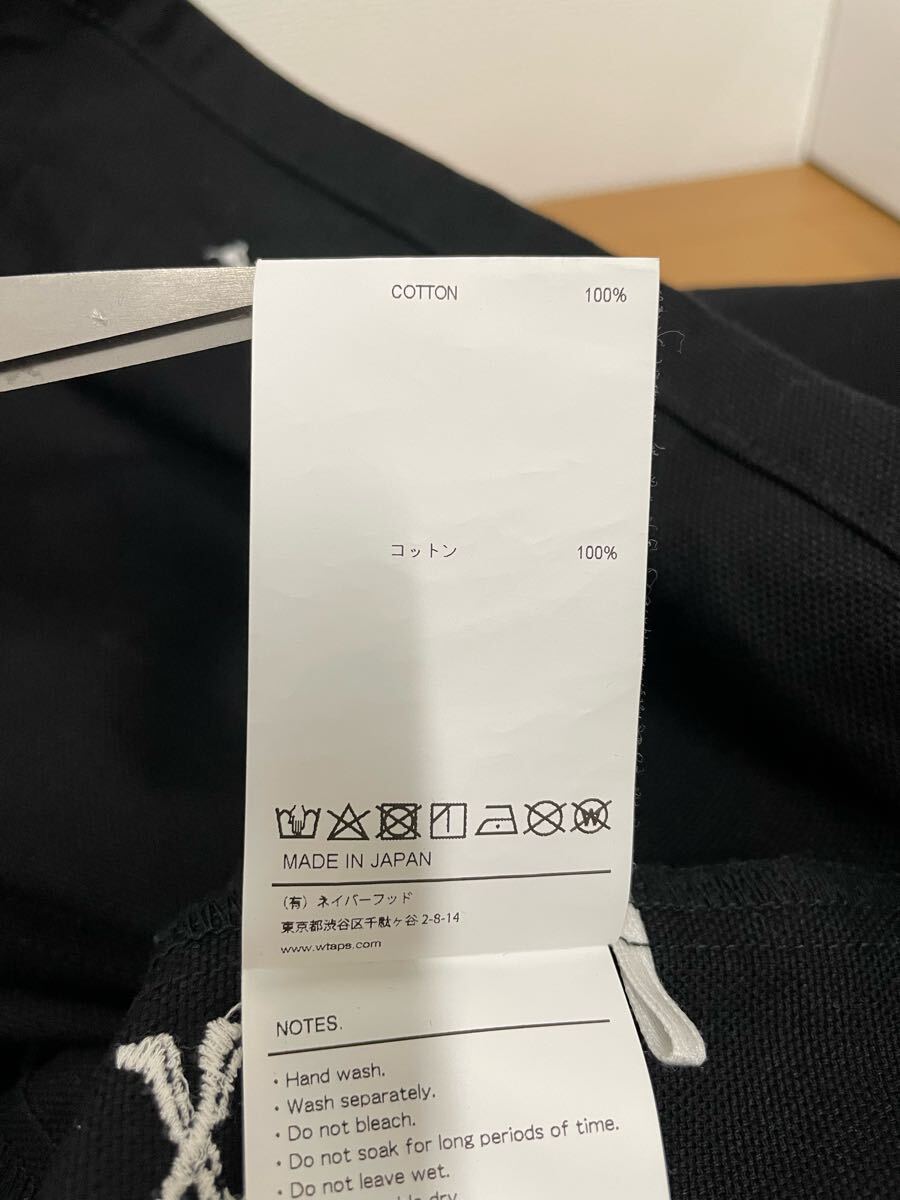 COTTON 100%
コットン 100%
W
MADE IN JAPAN
(有) ネイバーフッド
東京都渋谷区千駄ヶ谷 2-8-14
www.wtaps.com
NOTES.
・Hand wash.
・Wash separately.
・Do not bleach.
・Do not soak for long periods of time.
・Do not leave wet.
dry